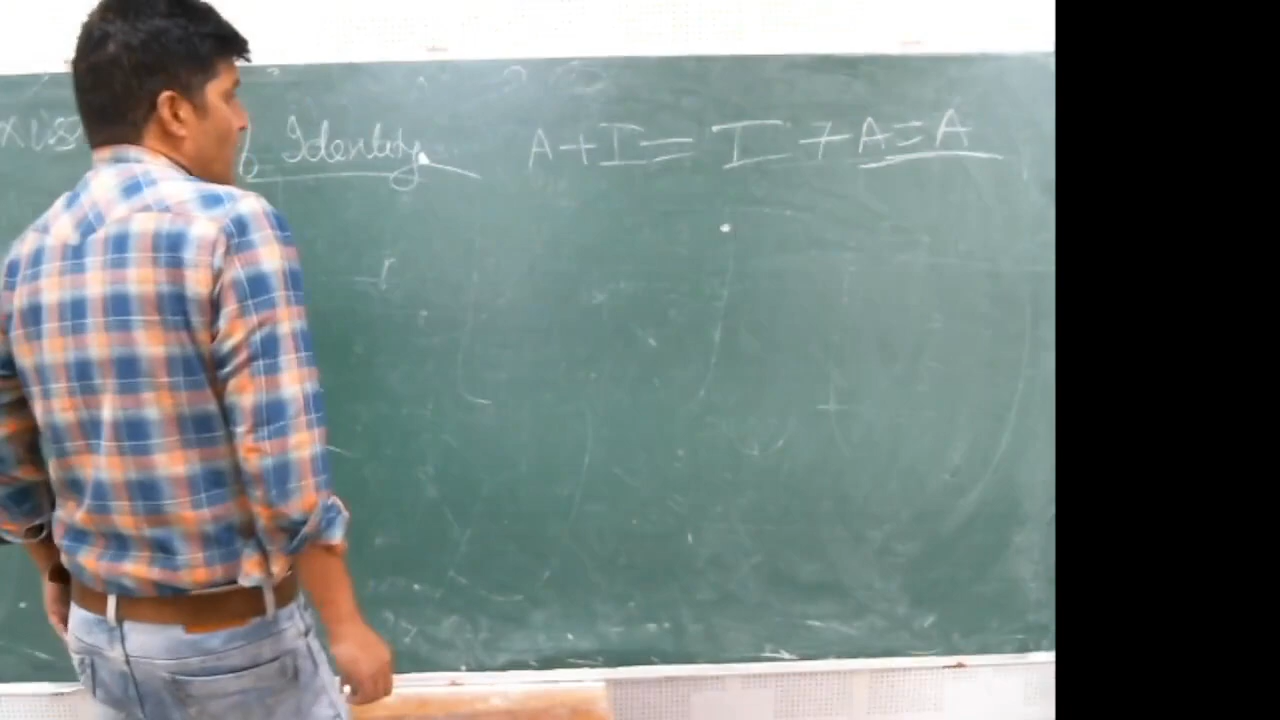 Identity A+I = I+A=A